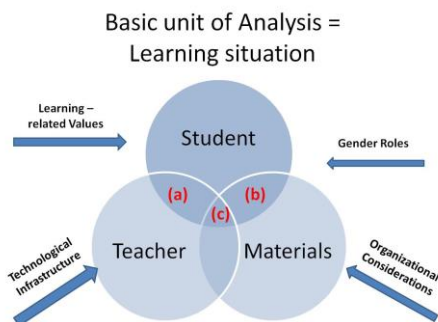 Basic unit of Analysis =
Learning situation
Learning –
related Values
Student
Gender Roles
(a)
(b)
(c)
Teacher
Materials
Technological
Infrastructure
Organizational
Considerations